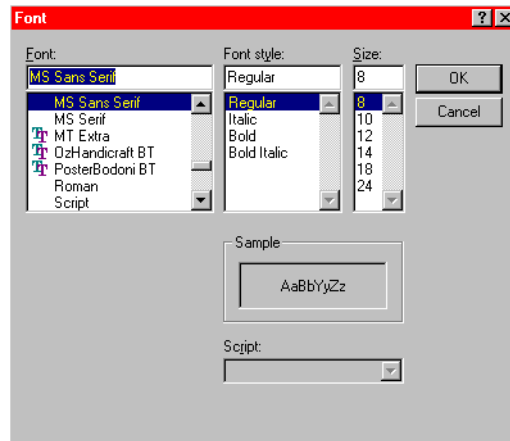 Font
Font: Font style: Size:
MS Sans Serif Regular 8 OK
MS Sans Serif Regular 8 Cancel
MS Serif Italic 10
MT Extra Bold 12
OzHandicraft BT Bold Italic 14
PosterBodoni BT 18
Roman 24
Script
Sample
AaBbYyZz
Script: